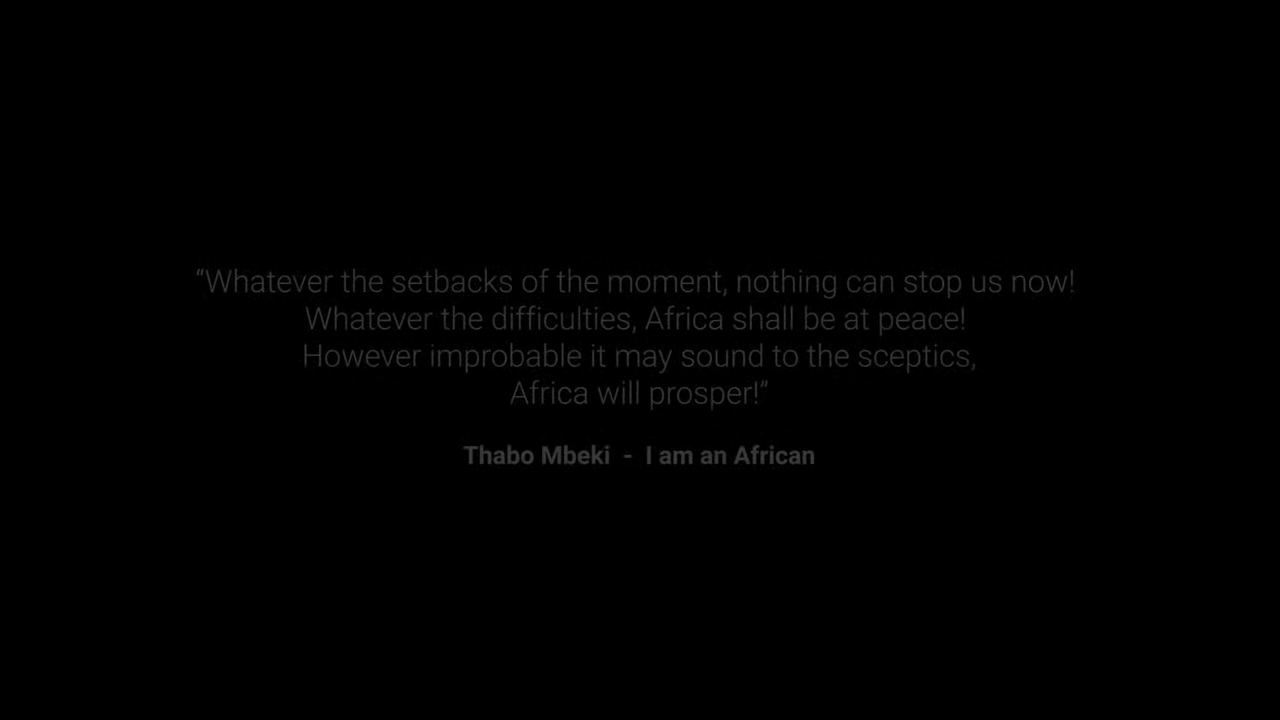 “Whatever the setbacks of the moment, nothing can stop us now!
Whatever the difficulties, Africa shall be at peace!
However improbable it may sound to the sceptics,
Africa will prosper!”
Thabo Mbeki - I am an African